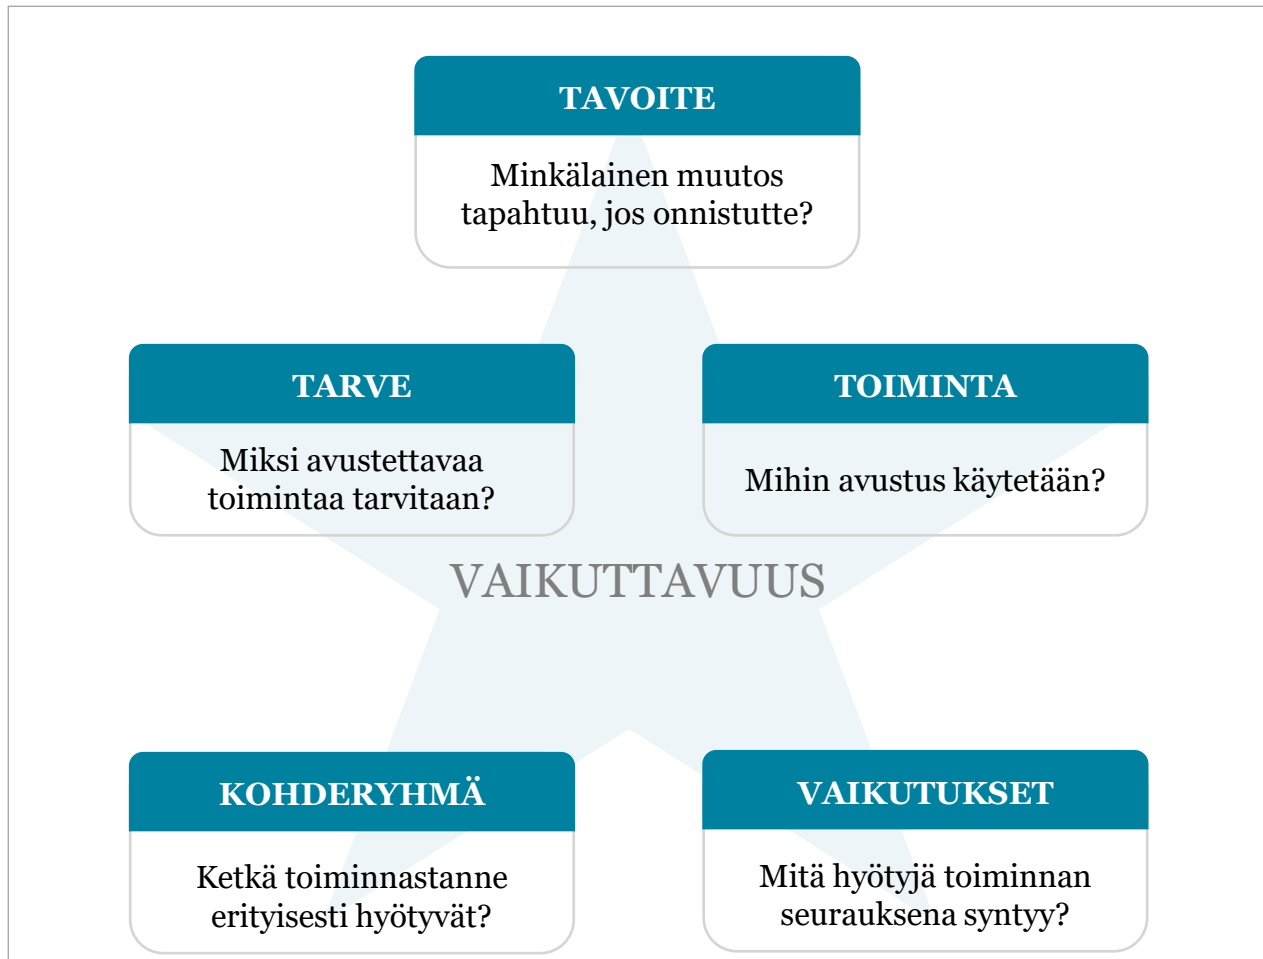 TAVOITE
Minkälainen muutos
tapahtuu, jos onnistutte?
TARVE
Miksi avustettavaa
toimintaa tarvitaan?
TOIMINTA
Mihin avustus käytetään?
VAIKUTTAVUUS
KOHDERYHMÄ
Ketkä toiminnastanne
erityisesti hyötyvät?
VAIKUTUKSET
Mitä hyötyjä toiminnan
seurauksena syntyy?